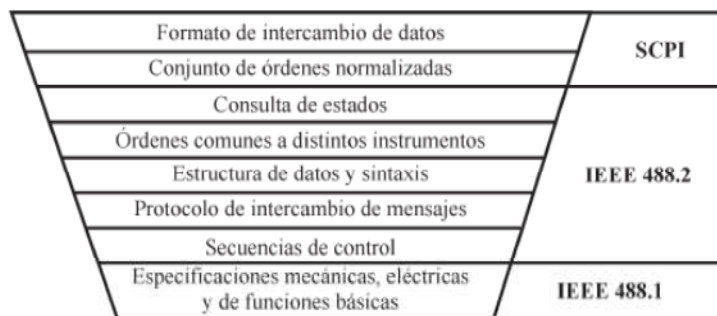 Formato de intercambio de datos
SCPI
Conjunto de órdenes normalizadas
Consulta de estados
Órdenes comunes a distintos instrumentos
Estructura de datos y sintaxis
IEEE 488.2
Protocolo de intercambio de mensajes
Secuencias de control
Especificaciones mecánicas, eléctricas
y de funciones básicas
IEEE 488.1